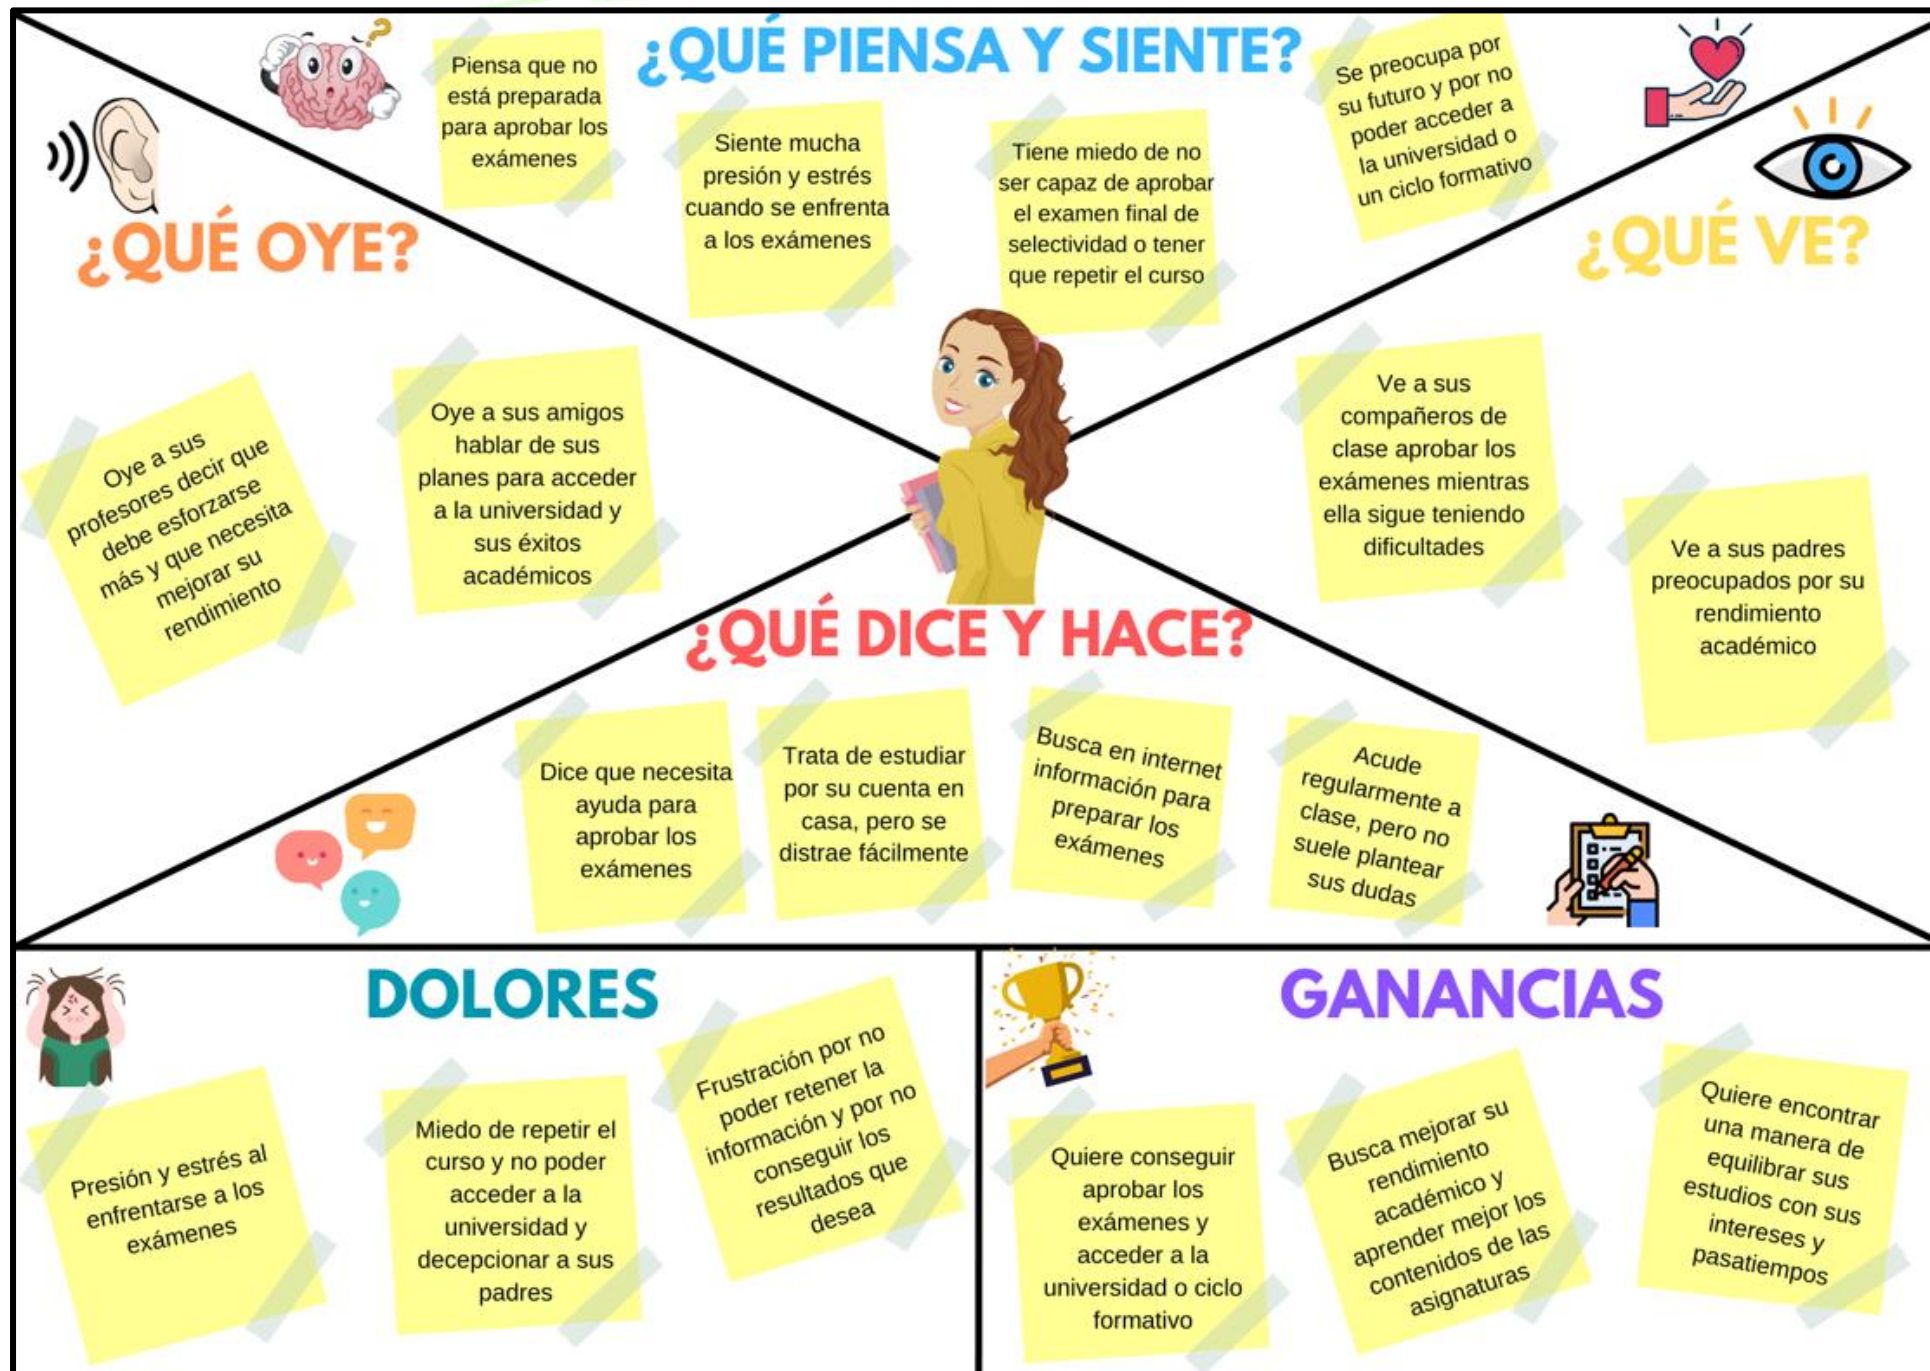 ¿QUÉ PIENSA Y SIENTE?
Piensa que no
está preparada
para aprobar los
exámenes
Siente mucha
presión y estrés
cuando se enfrenta
a los exámenes
Tiene miedo de no
ser capaz de aprobar
el examen final de
selectividad o tener
que repetir el curso
Se preocupa por
su futuro y por no
poder acceder a
la universidad o
un ciclo formativo
¿QUÉ OYE?
Oye a sus
profesores decir que
debe esforzarse
más y que necesita
mejorar su
rendimiento
Oye a sus amigos
hablar de sus
planes para acceder
a la universidad y
sus éxitos
académicos
¿QUÉ VE?
Ve a sus
compañeros de
clase aprobar los
exámenes mientras
ella sigue teniendo
dificultades
Ve a sus padres
preocupados por su
rendimiento
académico
¿QUÉ DICE Y HACE?
Dice que necesita
ayuda para
aprobar los
exámenes
Trata de estudiar
por su cuenta en
casa, pero se
distrae fácilmente
Busca en internet
información para
preparar los
exámenes
Acude
regularmente a
clase, pero no
suele plantear
sus dudas
DOLORES
Presión y estrés al
enfrentarse a los
exámenes
Miedo de repetir el
curso y no poder
acceder a la
universidad y
decepcionar a sus
padres
Frustración por no
poder retener la
información y por no
conseguir los
resultados que
desea
GANANCIAS
Quiere conseguir
aprobar los
exámenes y
acceder a la
universidad o ciclo
formativo
Busca mejorar su
rendimiento
académico y
aprender mejor los
contenidos de las
asignaturas
Quiere encontrar
una manera de
equilibrar sus
estudios con sus
intereses y
pasatiempos